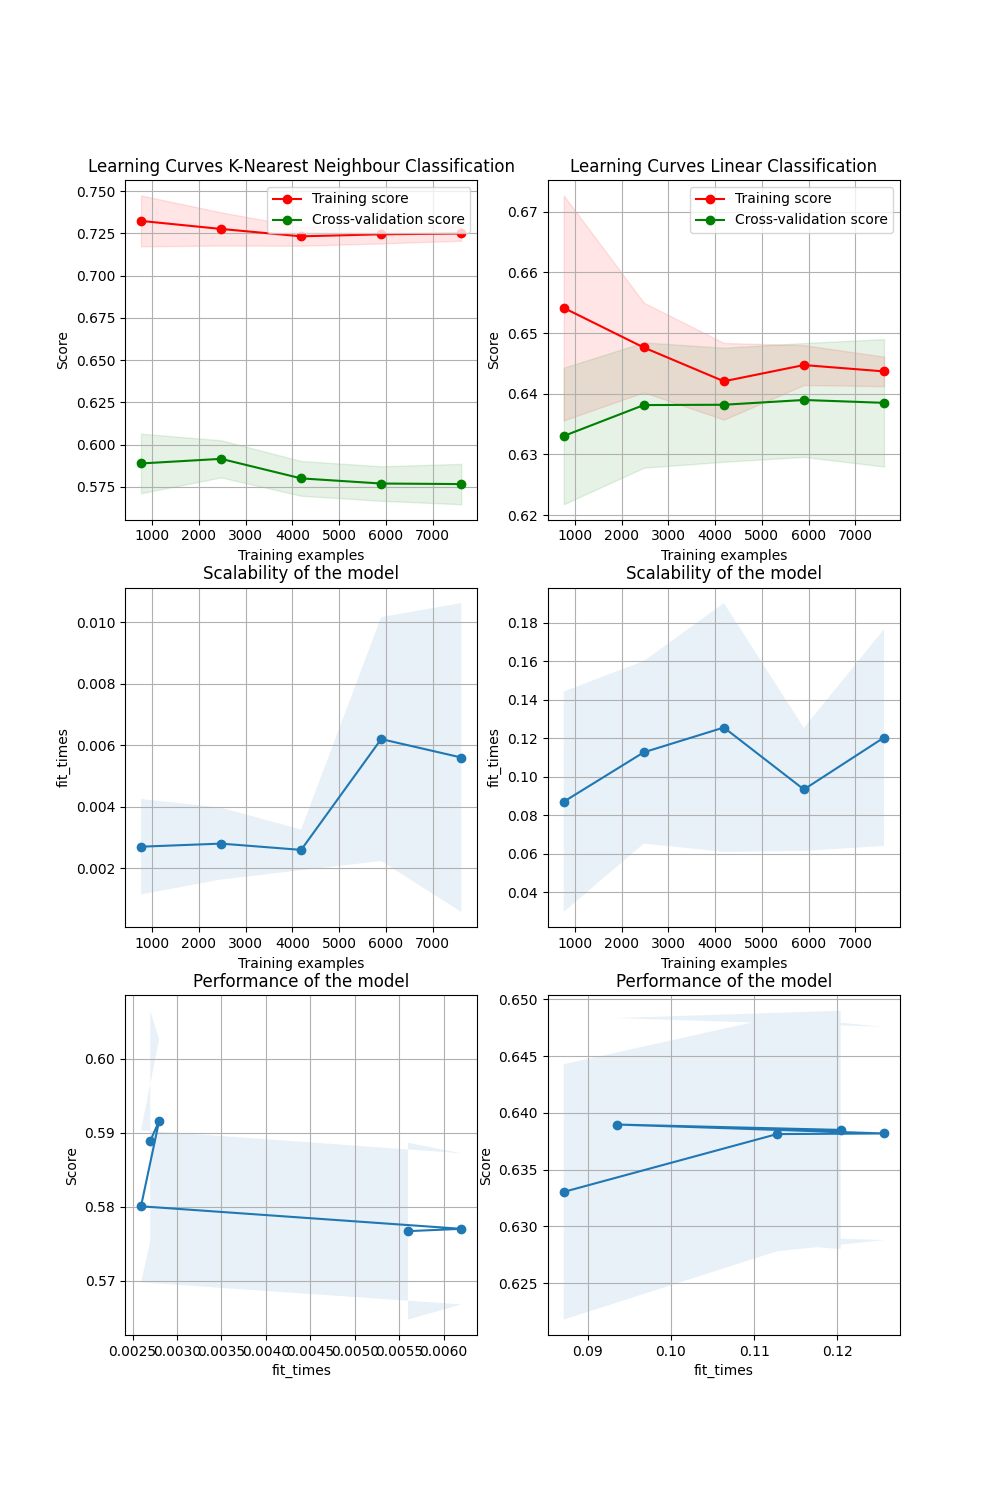 Learning Curves K-Nearest Neighbour Classification
Training score
Cross-validation score
0.750
0.725
0.700
0.675
0.650
0.625
0.600
0.575
Score
1000 2000 3000 4000 5000 6000 7000
Training examples
Learning Curves Linear Classification
Training score
Cross-validation score
0.67
0.66
0.65
0.64
0.63
0.62
Score
1000 2000 3000 4000 5000 6000 7000
Training examples
Scalability of the model
0.010
0.008
0.006
0.004
0.002
fit_times
1000 2000 3000 4000 5000 6000 7000
Training examples
Scalability of the model
0.18
0.16
0.14
0.12
0.10
0.08
0.06
0.04
fit_times
1000 2000 3000 4000 5000 6000 7000
Training examples
Performance of the model
0.60
0.59
0.58
0.57
Score
0.0025 0.0030 0.0035 0.0040 0.0045 0.0050 0.0055 0.0060
fit_times
Performance of the model
0.650
0.645
0.640
0.635
0.630
0.625
Score
0.09 0.10 0.11 0.12
fit_times